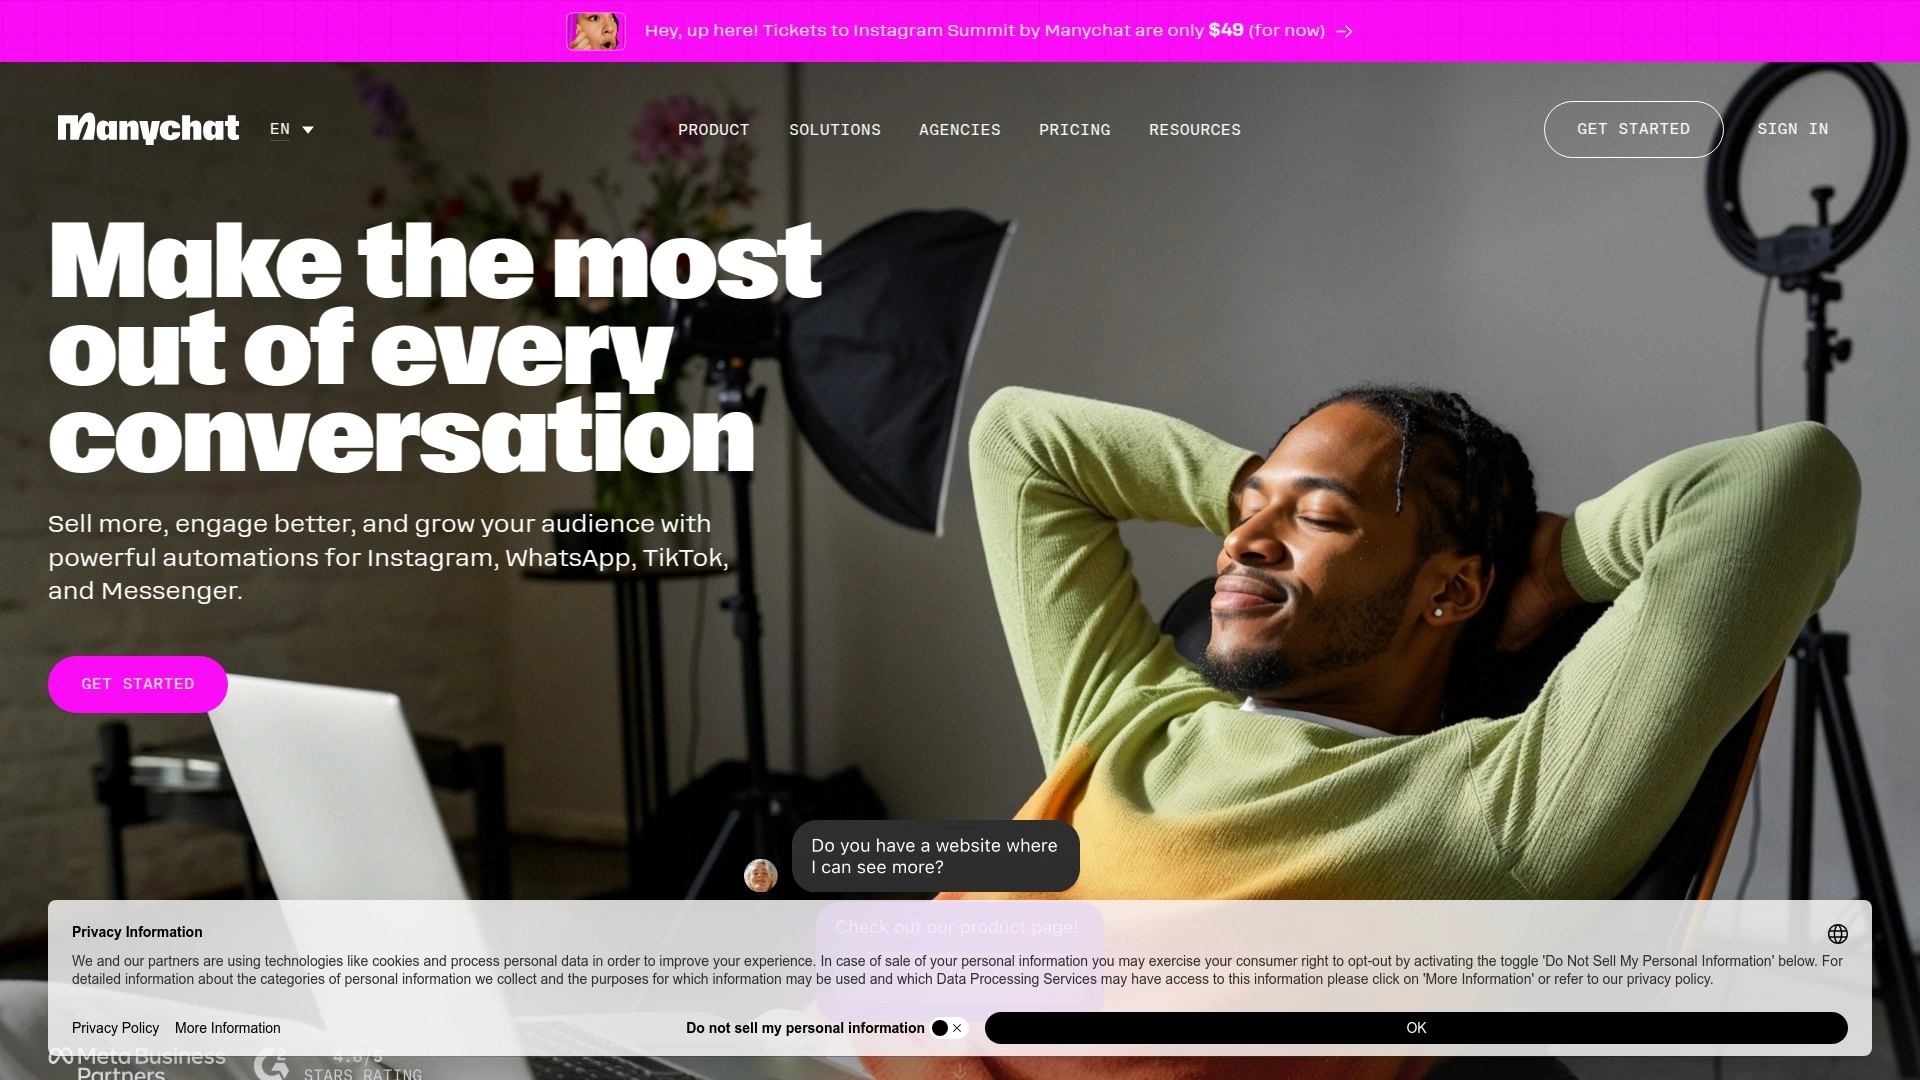 Hey, up here! Tickets to Instagram Summit by Manychat are only $49 (for now)
Manychat
EN
PRODUCT
SOLUTIONS
AGENCIES
PRICING
RESOURCES
GET STARTED
SIGN IN
Make the most
out of every
conversation
Sell more, engage better, and grow your audience with
powerful automations for Instagram, WhatsApp, TikTok,
and Messenger.
GET STARTED
Do you have a website where
I can see more?
Check out our product page!
Privacy Information
We and our partners are using technologies like cookies and process personal data in order to improve your experience. In case of sale of your personal information you may exercise your consumer right to opt-out by activating the toggle 'Do Not Sell My Personal Information' below. For
detailed information about the categories of personal information we collect and the purposes for which information may be used and which Data Processing Services may have access to this information please click on 'More Information' or refer to our privacy policy.
Privacy Policy
More Information
Do not sell my personal information
OK
Meta Business
Partners
4.6/5
STARS RATING